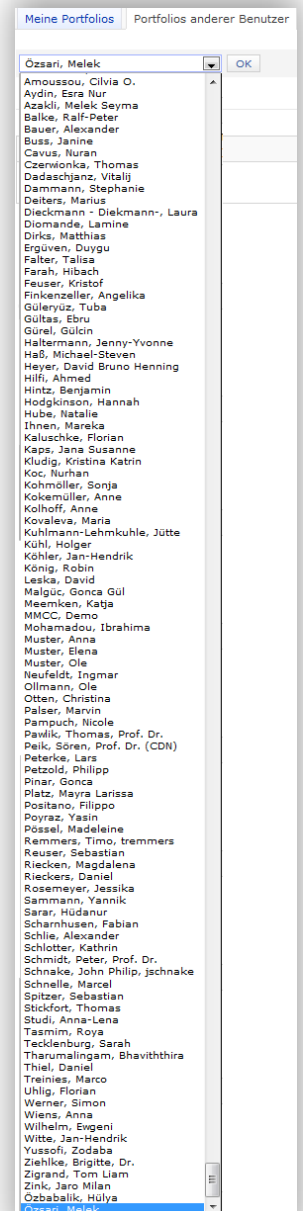 Meine Portfolios Portfolios anderer Benutzer
Özsari, Melek OK
Amoussou, Cilvia O.
Aydin, Esra Nur
Azakli, Melek Seyma
Balke, Ralf-Peter
Bauer, Alexander
Buss, Janine
Cavus, Nuran
Czerwionka, Thomas
Dadaschjanz, Vitalij
Dammann, Stephanie
Deiters, Marius
Dieckmann - Diekmann-, Laura
Diomande, Lamine
Dirks, Matthias
Ergüven, Duygu
Falter, Talisa
Farah, Hibach
Feuser, Kristof
Finkenzeller, Angelika
Güleryüz, Tuba
Gültas, Ebru
Gürel, Gülcin
Haltermann, Jenny-Yvonne
Haß, Michael-Steven
Heyer, David Bruno Henning
Hilfi, Ahmed
Hintz, Benjamin
Hodgkinson, Hannah
Hube, Natalie
Ihnen, Mareka
Kaluschke, Florian
Kaps, Jana Susanne
Kludig, Kristina Katrin
Koc, Nurhan
Kohmöller, Sonja
Kokemüller, Anne
Kolhoff, Anne
Kovaleva, Maria
Kuhlmann-Lehmkuhle, Jütte
Kühl, Holger
Köhler, Jan-Hendrik
König, Robin
Leska, David
Malgüc, Gonca Gül
Meemken, Katja
MMCC, Demo
Mohamadou, Ibrahima
Muster, Anna
Muster, Elena
Muster, Ole
Neufeldt, Ingmar
Ollmann, Ole
Otten, Christina
Palser, Marvin
Pampuch, Nicole
Pawlik, Thomas, Prof. Dr.
Peik, Sören, Prof. Dr. (CDN)
Peterke, Lars
Petzold, Philipp
Pinar, Gonca
Platz, Mayra Larissa
Positano, Filippo
Poyraz, Yasin
Pössel, Madeleine
Remmers, Timo, tremmers
Reuser, Sebastian
Riecken, Magdalena
Rieckers, Daniel
Rosemeyer, Jessika
Sammann, Yannik
Sarar, Hüdanur
Scharnhusen, Fabian
Schlie, Alexander
Schlotter, Kathrin
Schmidt, Peter, Prof. Dr.
Schnake, John Philip, jschnake
Schnelle, Marcel
Spitzer, Sebastian
Stickfort, Thomas
Studi, Anna-Lena
Tasmim, Roya
Tecklenburg, Sarah
Tharumalingam, Bhaviththira
Thiel, Daniel
Treinies, Marco
Uhlig, Florian
Werner, Simon
Wiens, Anna
Wilhelm, Ewgeni
Witte, Jan-Hendrik
Yussofi, Zodaba
Ziehlke, Brigitte, Dr.
Zigrand, Tom Liam
Zink, Jaro Milan
Özbabalik, Hülya
Özsari, Melek